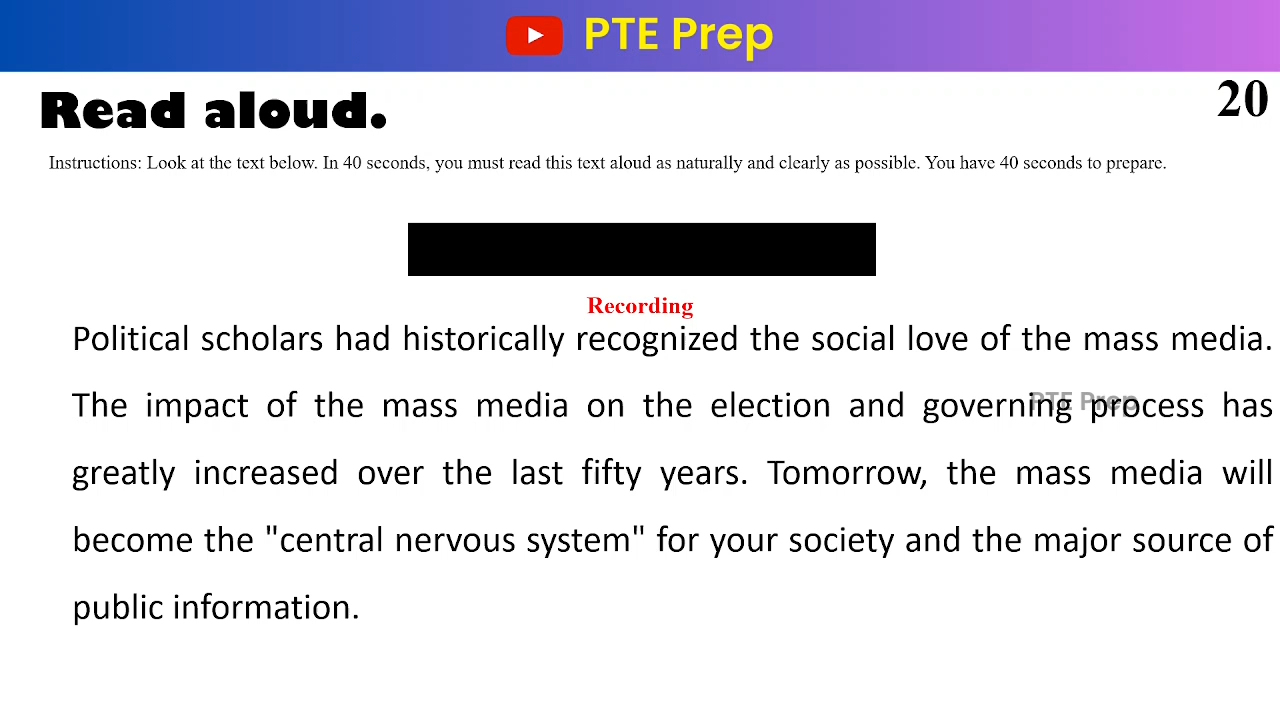 PTE Prep
Read aloud.
20
Instructions: Look at the text below. In 40 seconds, you must read this text aloud as naturally and clearly as possible. You have 40 seconds to prepare.
Recording
Political scholars had historically recognized the social love of the mass media.
The impact of the mass media on the election and governing process has
PTE Prep
greatly increased over the last fifty years. Tomorrow, the mass media will
become the "central nervous system" for your society and the major source of
public information.